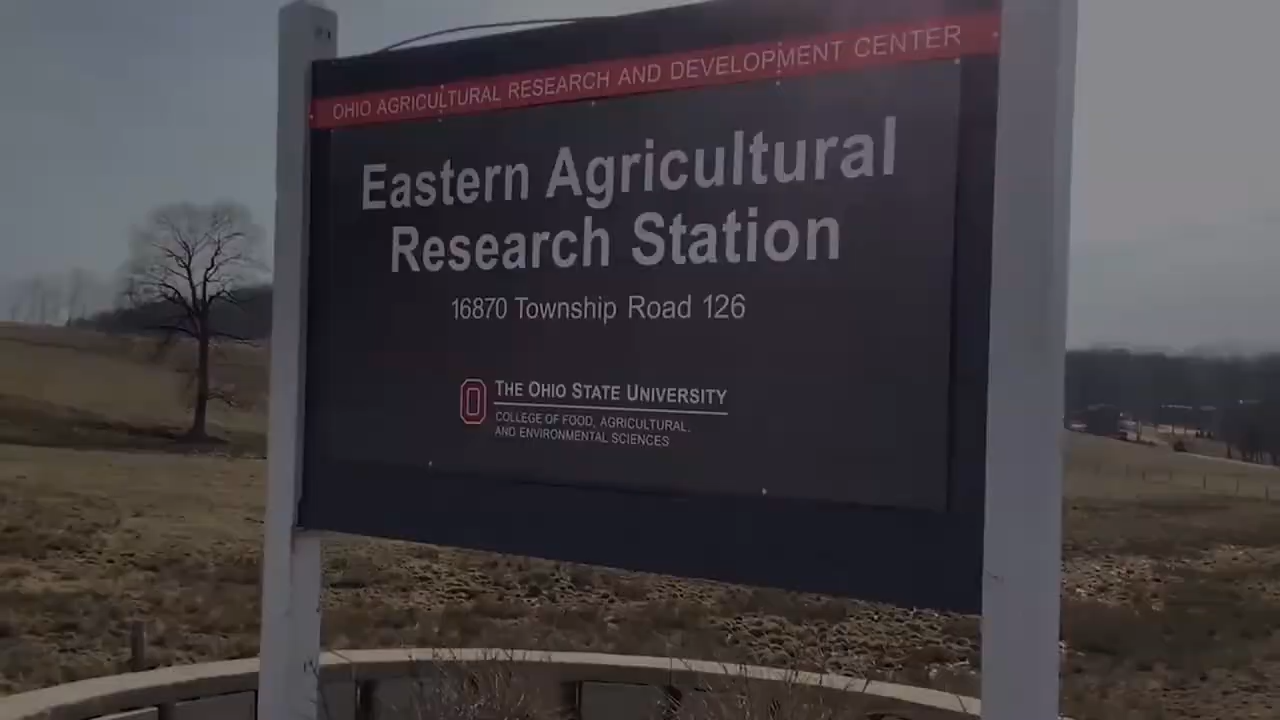 OHIO AGRICULTURAL RESEARCH AND DEVELOPMENT CENTER
Eastern Agricultural
Research Station
16870 Township Road 126
THE OHIO STATE UNIVERSITY
COLLEGE OF FOOD, AGRICULTURAL,
AND ENVIRONMENTAL SCIENCES